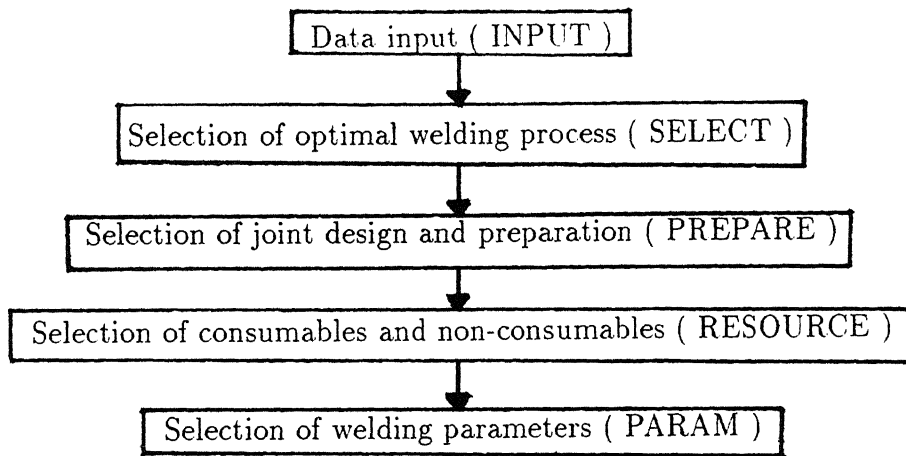 Data input ( INPUT )
Selection of optimal welding process ( SELECT )
Selection of joint design and preparation ( PREPARE )
Selection of consumables and non-consumables ( RESOURCE )
Selection of welding parameters ( PARAM )